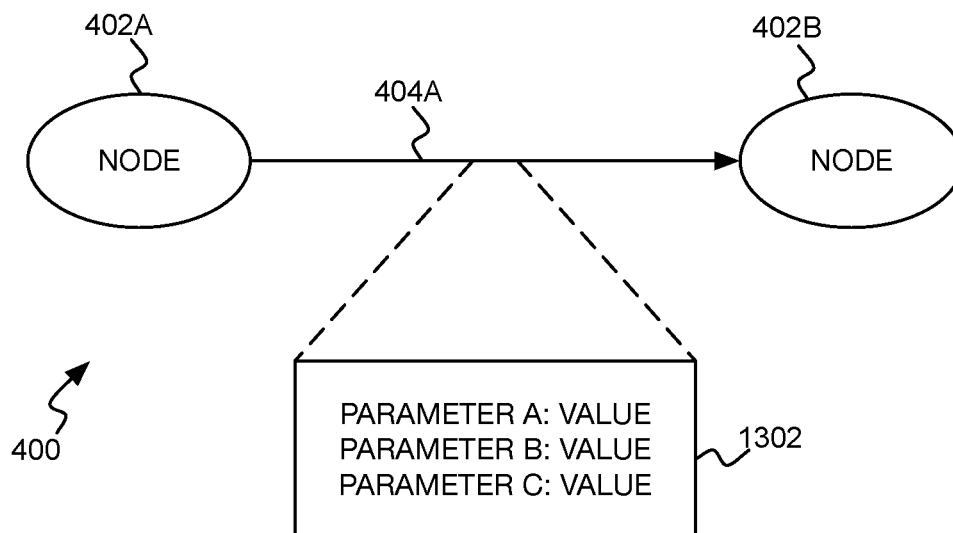 402A
402B
404A
NODE
NODE
PARAMETER A: VALUE
PARAMETER B: VALUE
PARAMETER C: VALUE
1302
400